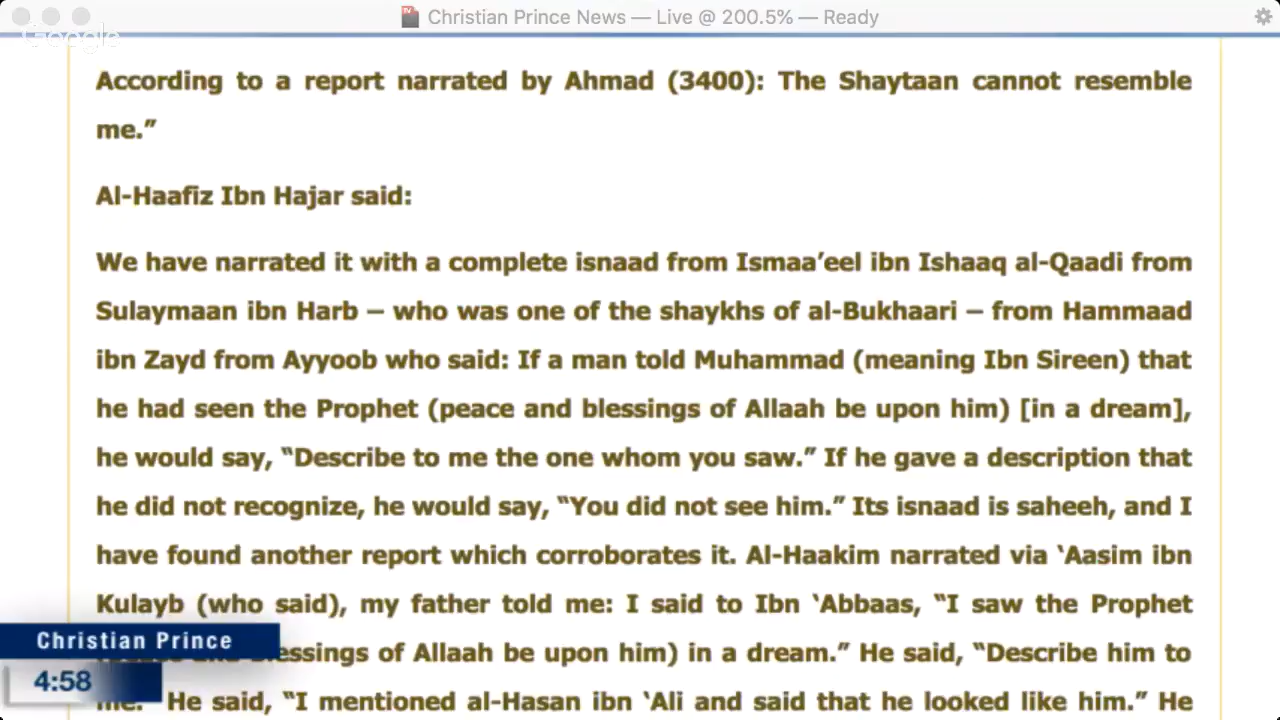 Christian Prince News — Live @ 200.5% — Ready
Google
According to a report narrated by Ahmad (3400): The Shaytaan cannot resemble
me.”
Al-Haafiz Ibn Hajar said:
We have narrated it with a complete isnaad from Ismaa’eel ibn Ishaaq al-Qaadi from
Sulaymaan ibn Harb – who was one of the shaykhs of al-Bukhaari – from Hammaad
ibn Zayd from Ayyoob who said: If a man told Muhammad (meaning Ibn Sireen) that
he had seen the Prophet (peace and blessings of Allaah be upon him) [in a dream],
he would say, “Describe to me the one whom you saw.” If he gave a description that
he did not recognize, he would say, “You did not see him.” Its isnaad is saheeh, and I
have found another report which corroborates it. Al-Haakim narrated via ‘Aasim ibn
Kulayb (who said), my father told me: I said to Ibn ‘Abbaas, “I saw the Prophet
Christian Prince
blessings of Allaah be upon him) in a dream.” He said, “Describe him to
4:58
me.” He said, “I mentioned al-Hasan ibn ‘Ali and said that he looked like him.” He